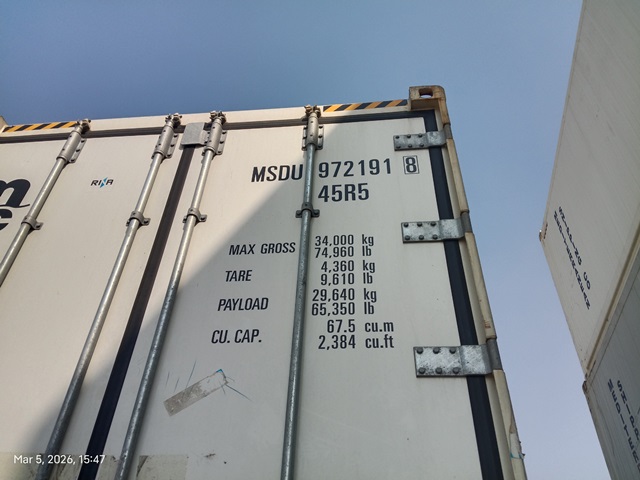 MSDU 972191 8
45R5
RINA
MAX GROSS 34,000 kg
74,960 lb
TARE 4,360 kg
9,610 lb
PAYLOAD 29,640 kg
65,350 lb
CU. CAP. 67.5 cu.m
2,384 cu.ft
Mar 5, 2026, 15:47